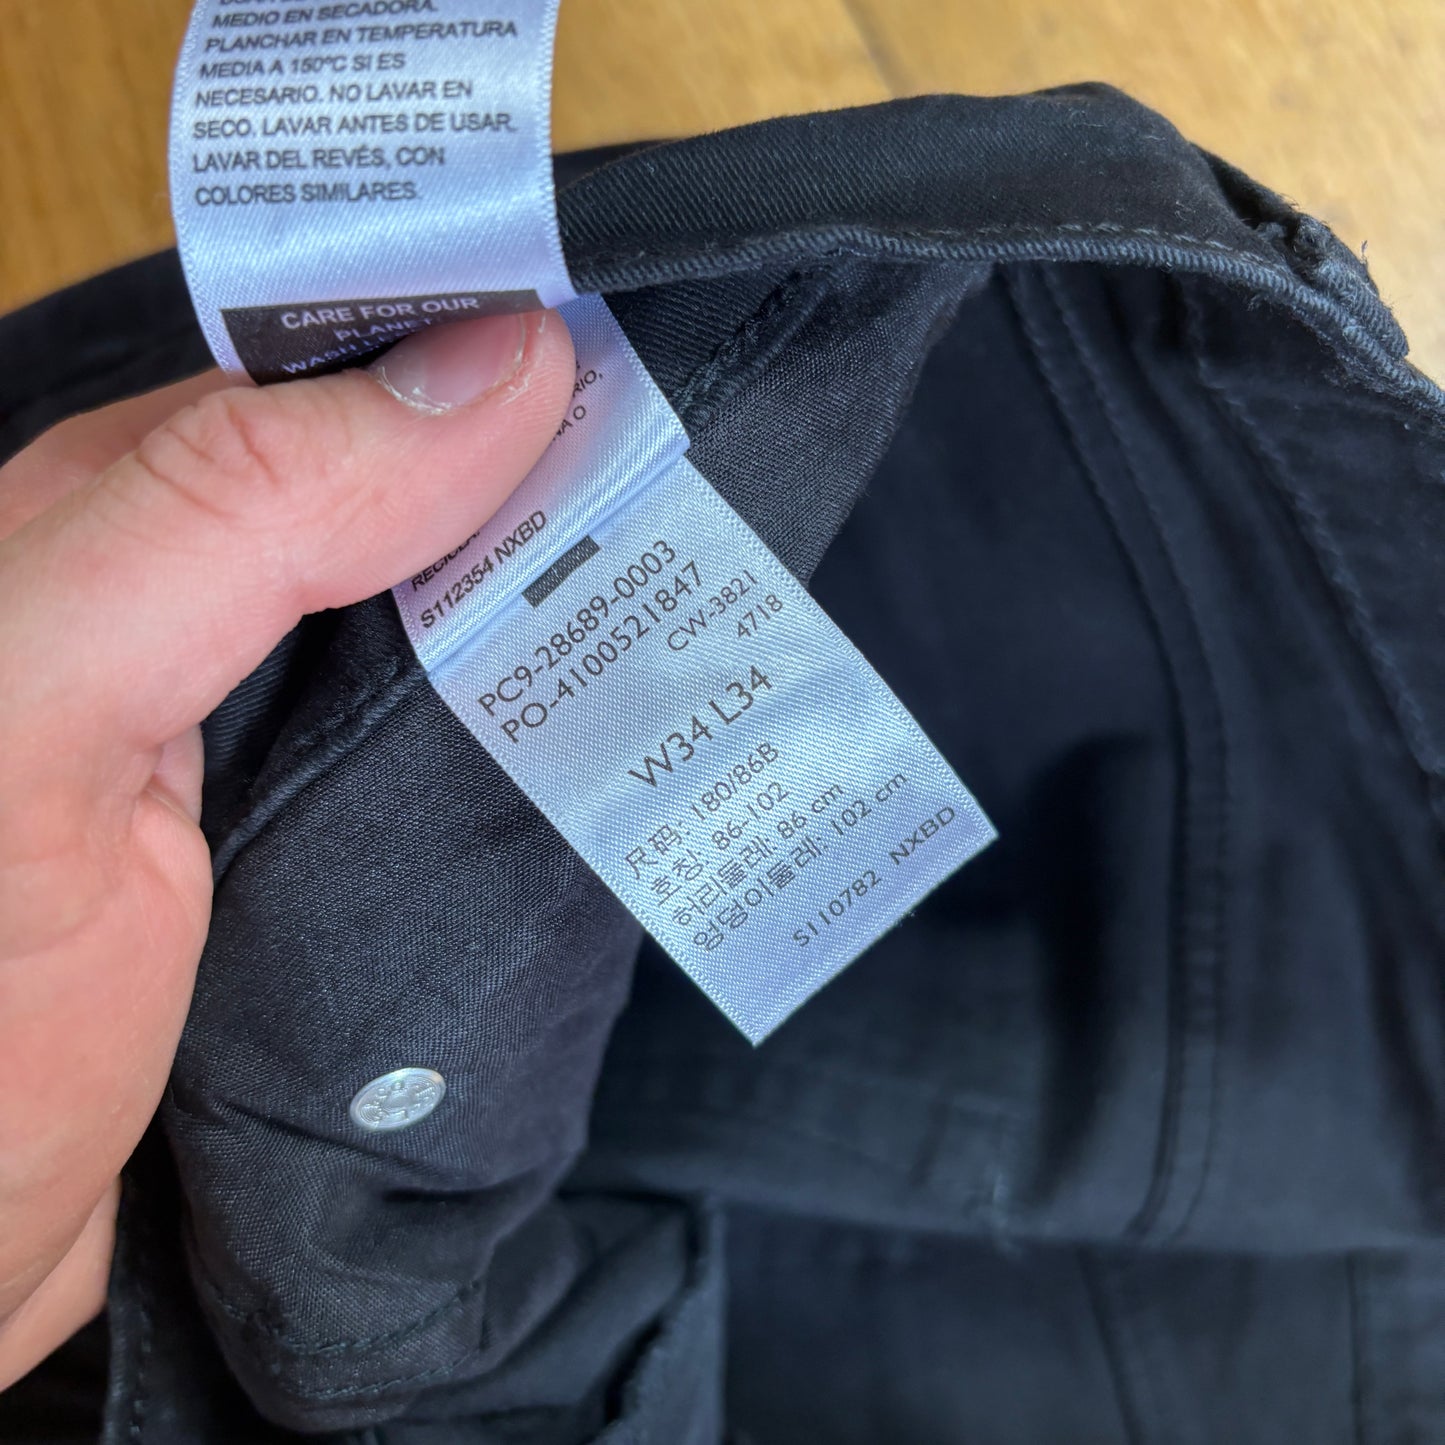 MEDIO EN SECADORA.
PLANCHAR EN TEMPERATURA
MEDIA A 150°C SI ES
NECESARIO. NO LAVAR EN
SECO. LAVAR ANTES DE USAR.
LAVAR DEL REVÉS, CON
COLORES SIMILARES.
CARE FOR OUR
PLANET
WASH
S112354 NXBD
PC9-28689-0003
PO-4100521847
CW-3821
4718
W34 L34
尺码: 180/86B
호칭: 86-102
허리둘레: 86 cm
엉덩이둘레: 102 cm
S110782 NXBD